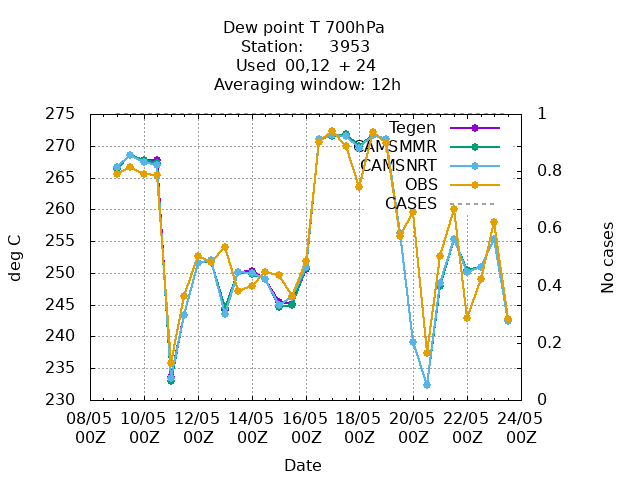 Dew point T 700hPa
Station:     3953
Used  00,12  + 24
Averaging window: 12h
275
270
265
260
255
250
245
240
235
230
1
0.8
0.6
0.4
0.2
0
Tegen
CAMSMMR
CAMSNRT
OBS
CASES
deg C
No cases
08/05 10/05 12/05 14/05 16/05 18/05 20/05 22/05 24/05
00Z 00Z 00Z 00Z 00Z 00Z 00Z 00Z 00Z
Date